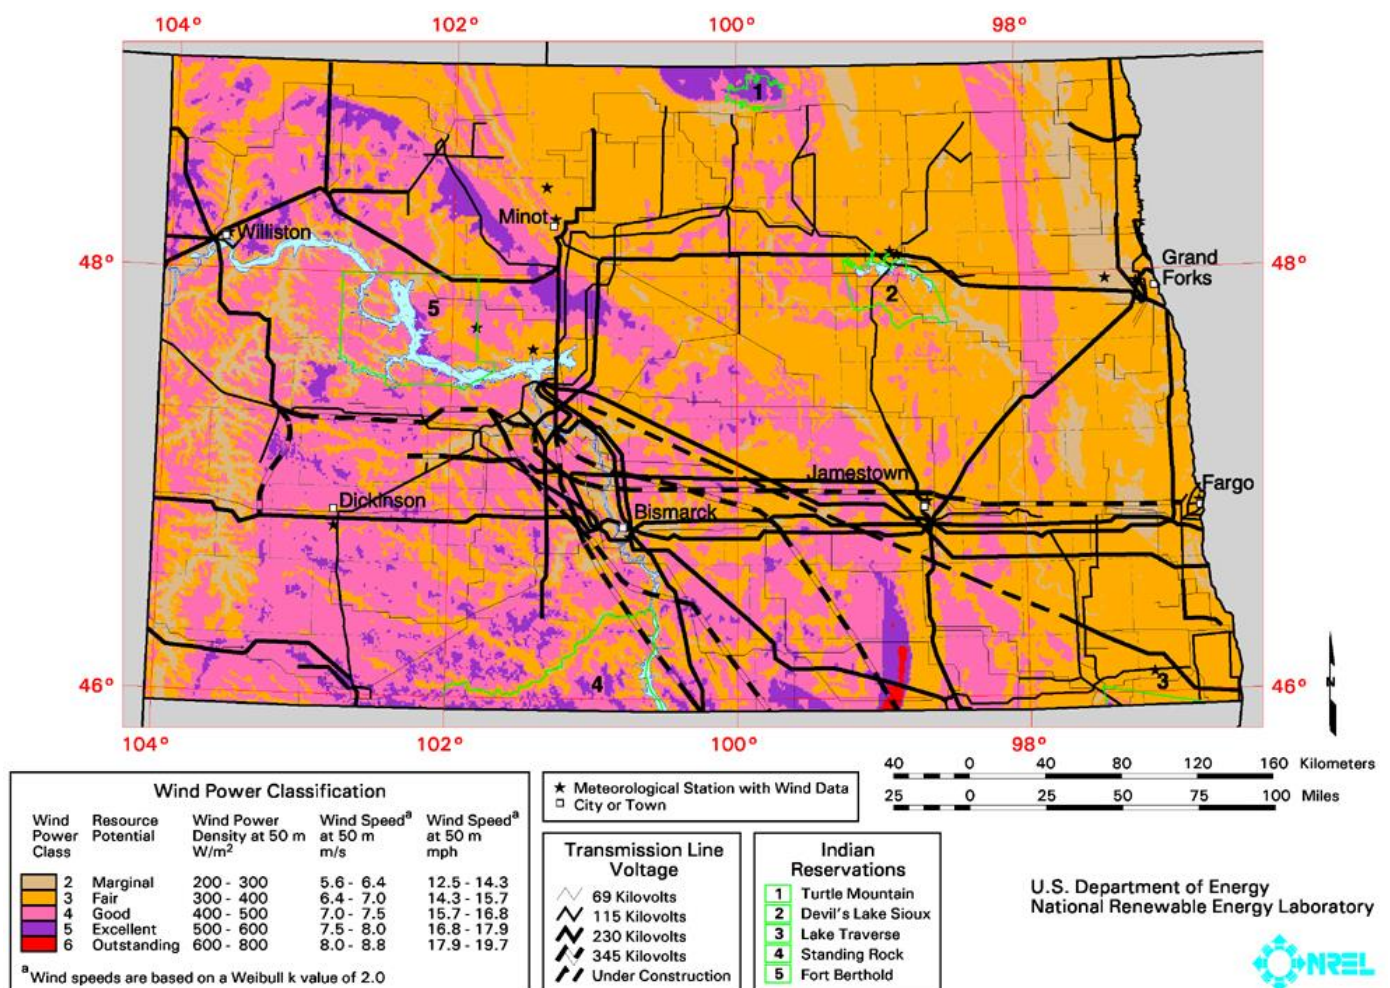 104° 102° 100° 98°
Minot
Williston
48° 48°
Grand
Forks
1
2
5
Jamestown
Dickinson
Bismarck
Fargo
4
3
46° 46°
104° 102° 100° 98°
N
40 0 40 80 120 160 Kilometers
25 0 25 50 75 100 Miles
Wind Power Classification
Wind Power Class Resource Potential Wind Power Density at 50 m W/m² Wind Speedᵃ at 50 m m/s Wind Speedᵃ at 50 m mph
2 Marginal 200 - 300 5.6 - 6.4 12.5 - 14.3
3 Fair 300 - 400 6.4 - 7.0 14.3 - 15.7
4 Good 400 - 500 7.0 - 7.5 15.7 - 16.8
5 Excellent 500 - 600 7.5 - 8.0 16.8 - 17.9
6 Outstanding 600 - 800 8.0 - 8.8 17.9 - 19.7
ᵃ Wind speeds are based on a Weibull k value of 2.0
★ Meteorological Station with Wind Data
City or Town
Transmission Line
Voltage
69 Kilovolts
115 Kilovolts
230 Kilovolts
345 Kilovolts
Under Construction
Indian
Reservations
1 Turtle Mountain
2 Devil's Lake Sioux
3 Lake Traverse
4 Standing Rock
5 Fort Berthold
U.S. Department of Energy
National Renewable Energy Laboratory
NREL